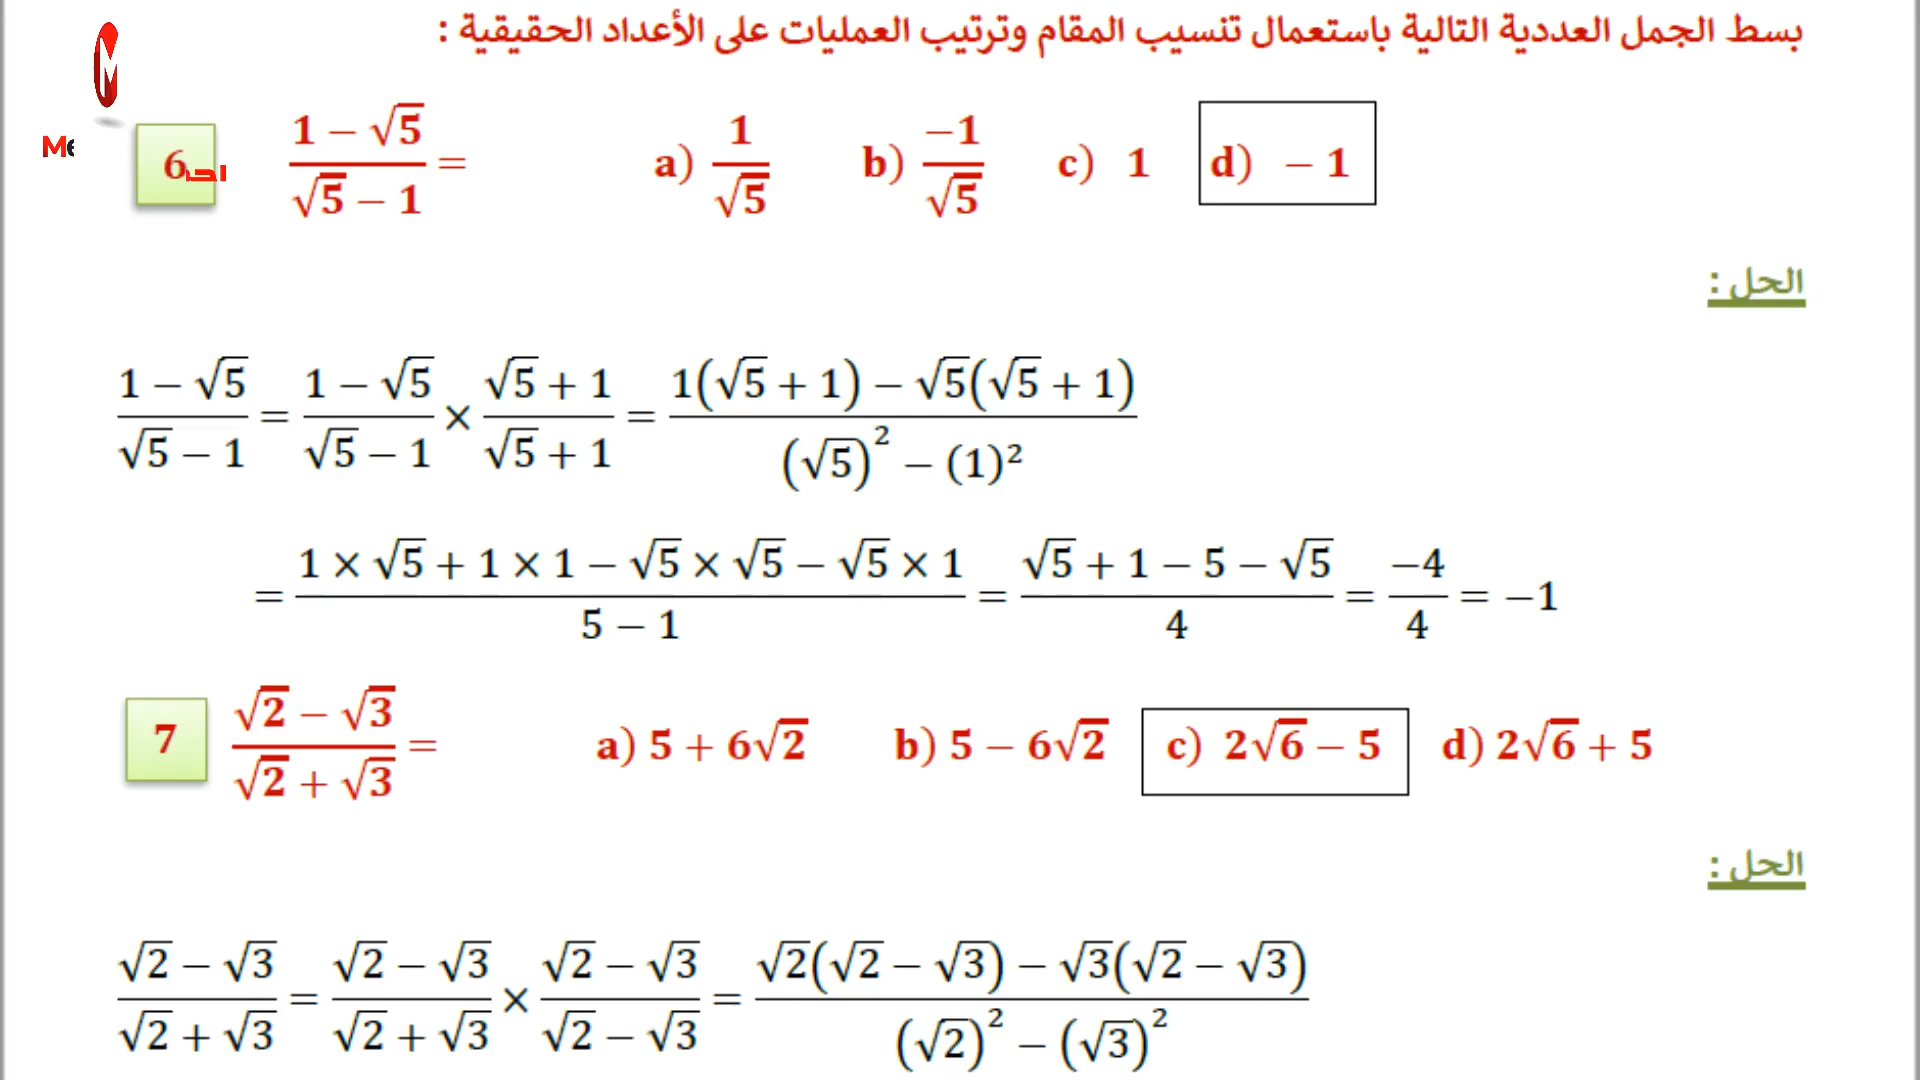 بسط الجمل العددية التالية باستعمال تنسيب المقام وترتيب العمليات على الأعداد الحقيقية :
6 (1 − √5)/(√5 − 1) = a) 1/√5 b) −1/√5 c) 1 d) − 1
الحل :
(1 − √5)/(√5 − 1) = (1 − √5)/(√5 − 1) × (√5 + 1)/(√5 + 1) = (1(√5 + 1) − √5(√5 + 1))/((√5)² − (1)²)
= (1 × √5 + 1 × 1 − √5 × √5 − √5 × 1)/(5 − 1) = (√5 + 1 − 5 − √5)/4 = −4/4 = −1
7 (√2 − √3)/(√2 + √3) = a) 5 + 6√2 b) 5 − 6√2 c) 2√6 − 5 d) 2√6 + 5
الحل :
(√2 − √3)/(√2 + √3) = (√2 − √3)/(√2 + √3) × (√2 − √3)/(√2 − √3) = (√2(√2 − √3) − √3(√2 − √3))/((√2)² − (√3)²)